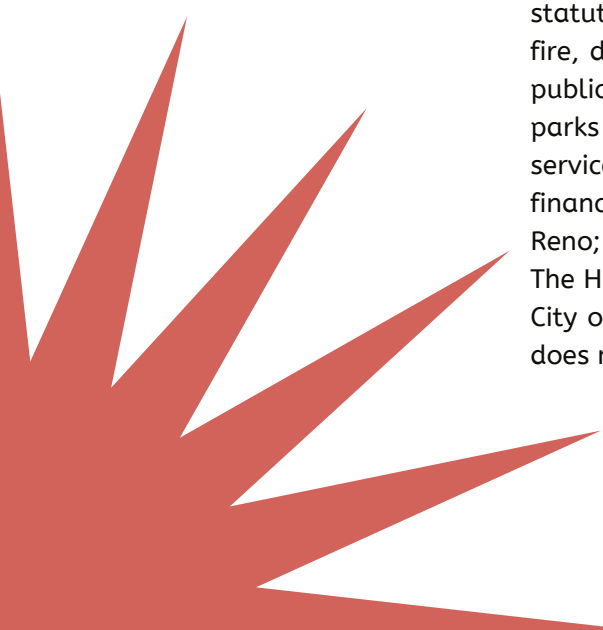 statut
fire, d
public
parks
servic
financ
Reno;
The H
City o
does r